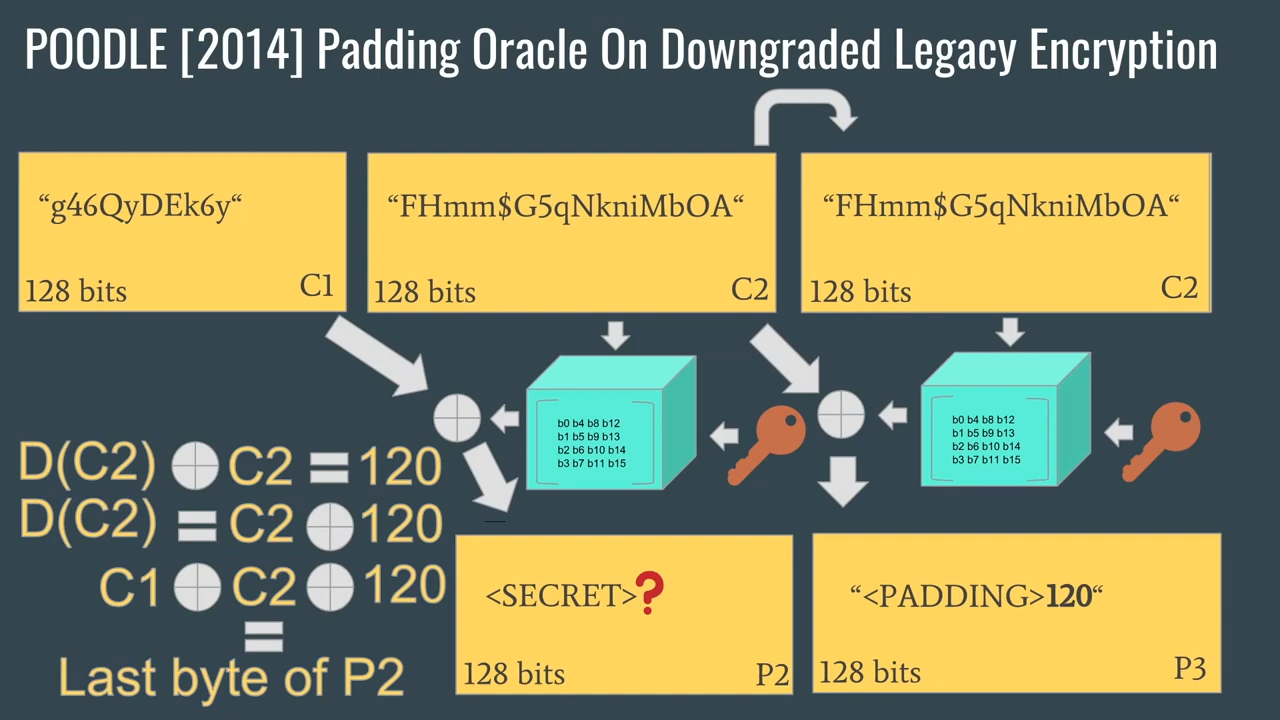 POODLE [2014] Padding Oracle On Downgraded Legacy Encryption
“g46QyDEk6y“
128 bits
C1
“FHmm$G5qNkniMbOA“
128 bits
C2
“FHmm$G5qNkniMbOA“
128 bits
C2
b0 b4 b8 b12
b1 b5 b9 b13
b2 b6 b10 b14
b3 b7 b11 b15
b0 b4 b8 b12
b1 b5 b9 b13
b2 b6 b10 b14
b3 b7 b11 b15
D(C2) ⊕ C2 = 120
D(C2) = C2 ⊕ 120
C1 ⊕ C2 ⊕ 120
=
Last byte of P2
<SECRET>?
128 bits
P2
“<PADDING>120“
128 bits
P3